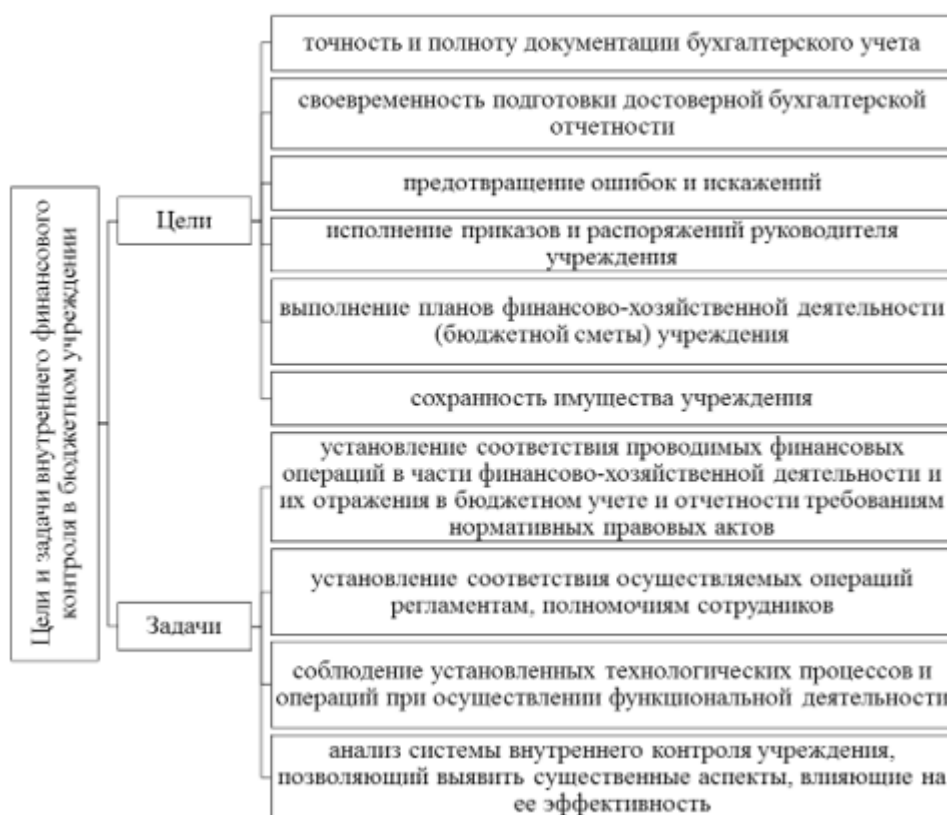 Цели и задачи внутреннего финансового
контроля в бюджетном учреждении
Цели
точность и полноту документации бухгалтерского учета
своевременность подготовки достоверной бухгалтерской
отчетности
предотвращение ошибок и искажений
исполнение приказов и распоряжений руководителя
учреждения
выполнение планов финансово-хозяйственной деятельности
(бюджетной сметы) учреждения
сохранность имущества учреждения
Задачи
установление соответствия проводимых финансовых
операций в части финансово-хозяйственной деятельности и
их отражения в бюджетном учете и отчетности требованиям
нормативных правовых актов
установление соответствия осуществляемых операций
регламентам, полномочиям сотрудников
соблюдение установленных технологических процессов и
операций при осуществлении функциональной деятельности
анализ системы внутреннего контроля учреждения,
позволяющий выявить существенные аспекты, влияющие на
ее эффективность